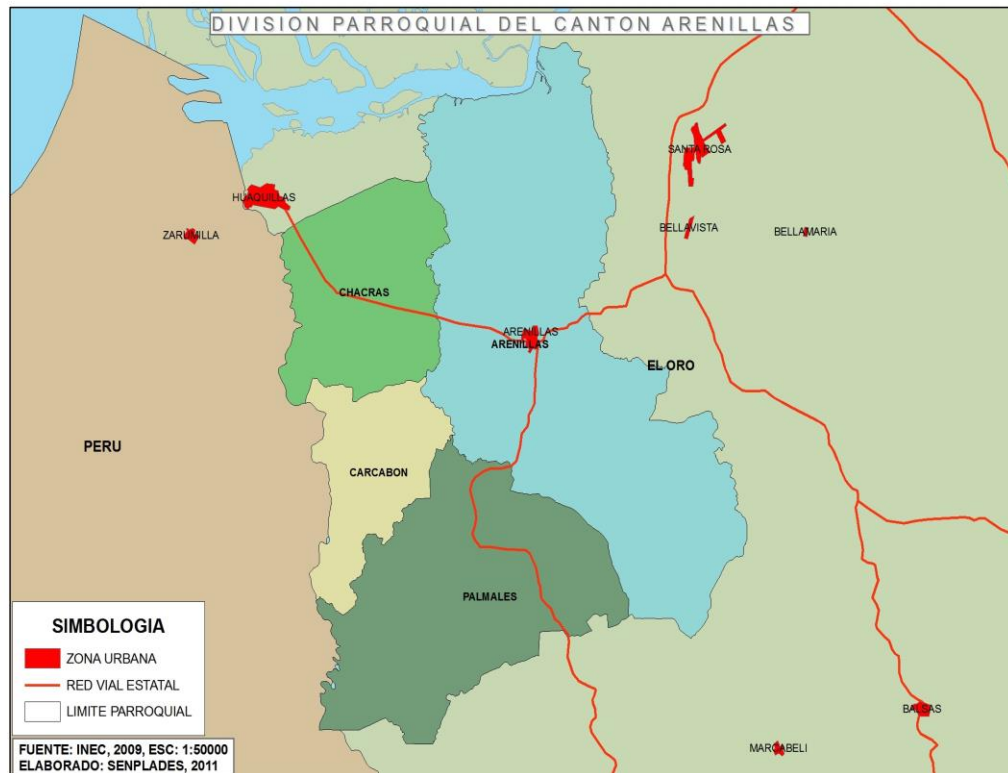 DIVISION PARROQUIAL DEL CANTON ARENILLAS
SANTA ROSA
HUAQUILLAS
ZARUMILLA
BELLAVISTA
BELLAMARIA
CHACRAS
ARENILLAS
ARENILLAS
EL ORO
PERU
CARCABON
PALMALES
SIMBOLOGIA
ZONA URBANA
RED VIAL ESTATAL
LIMITE PARROQUIAL
BALSAS
MARCABELI
FUENTE: INEC, 2009, ESC: 1:50000
ELABORADO: SENPLADES, 2011